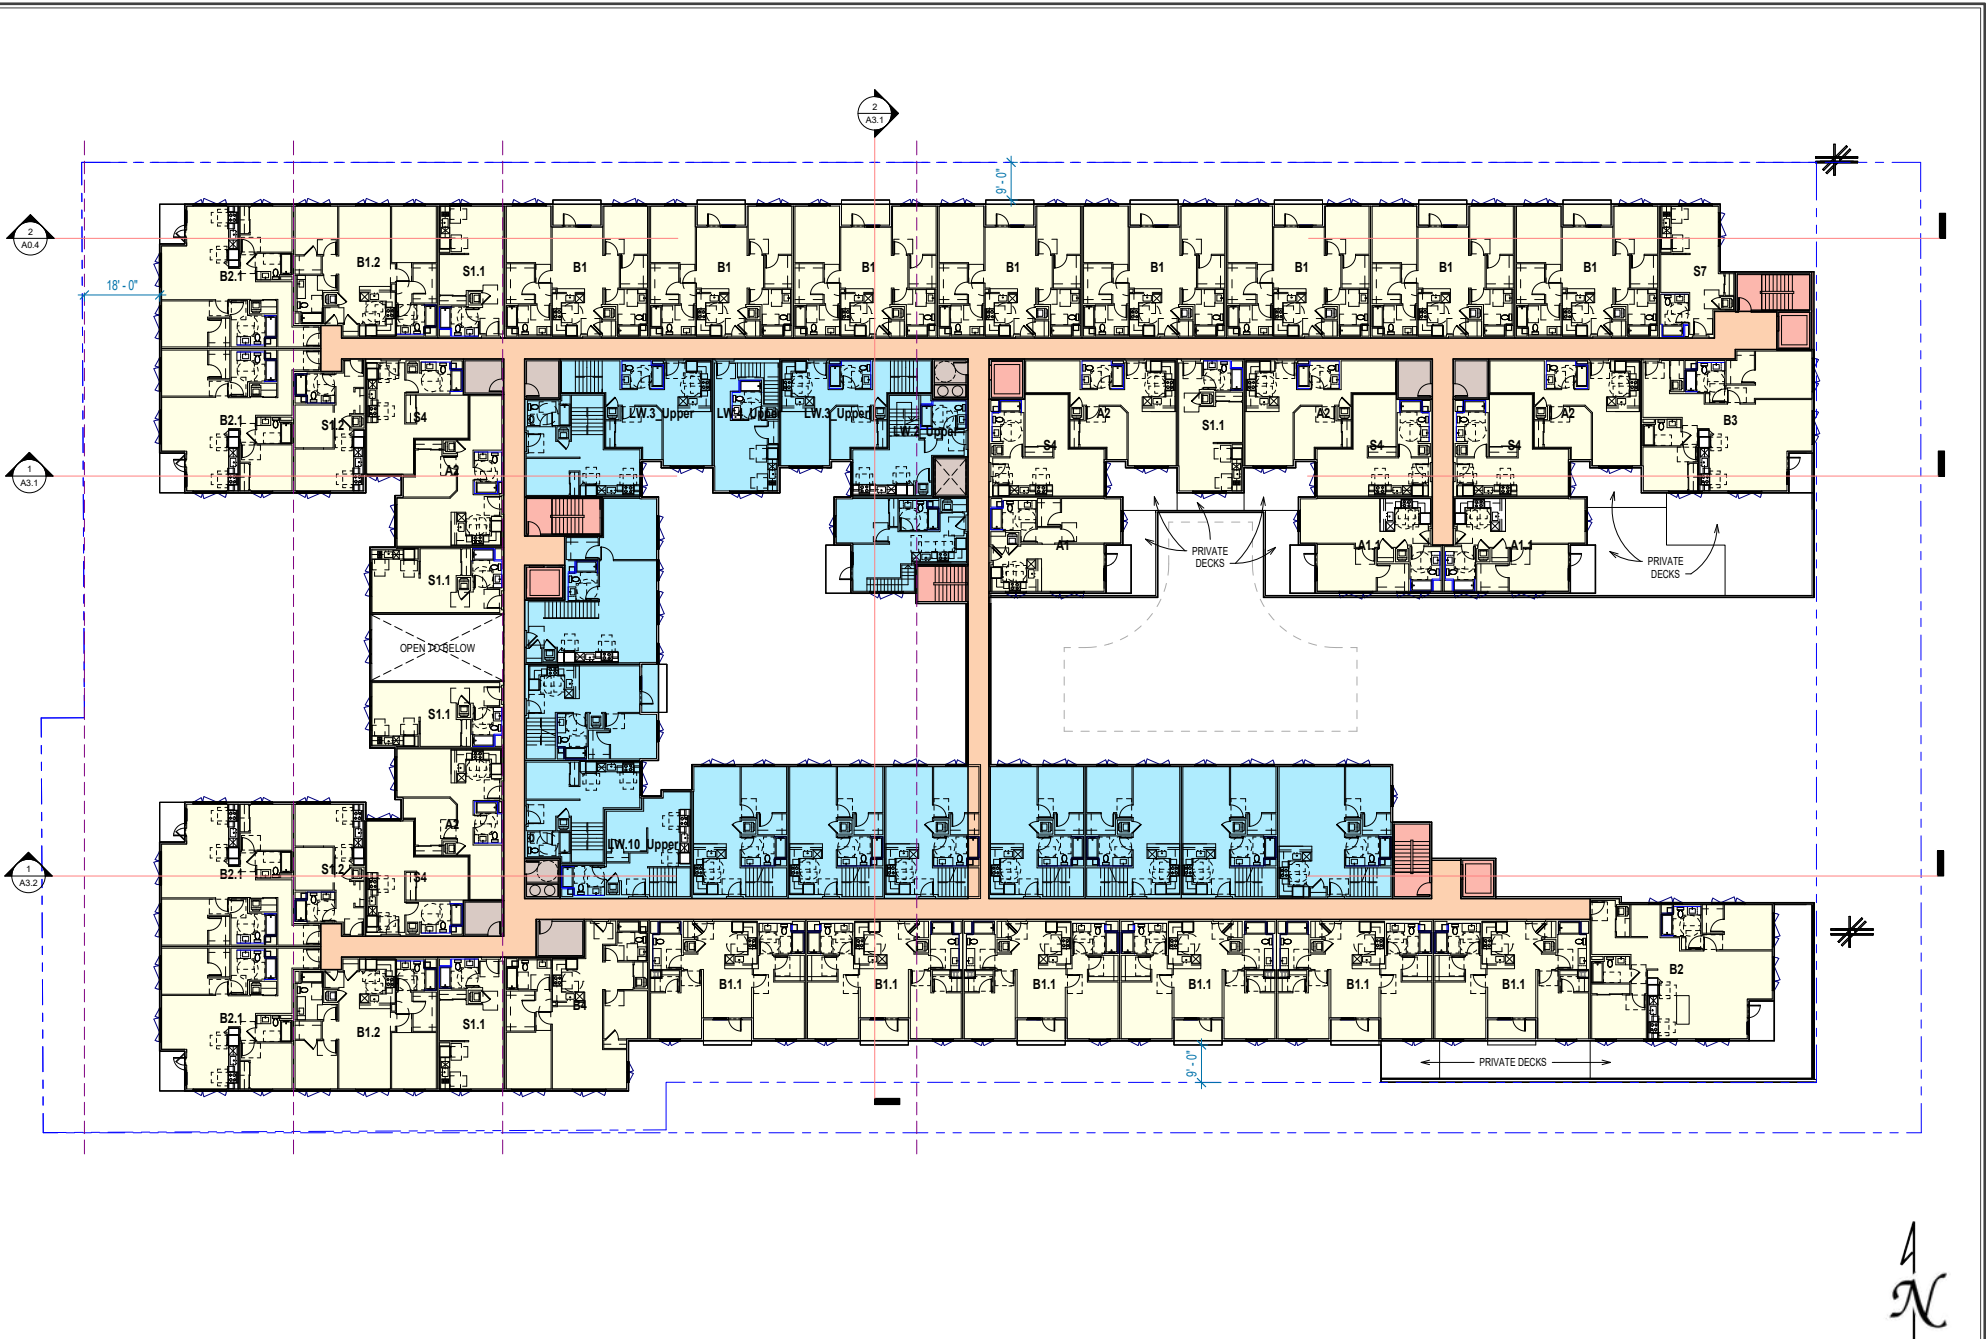 2
A3.1
9' - 0"
2
A0.4
18' - 0"
B2.1
B1.2
S1.1
B1
B1
B1
B1
B1
B1
B1
B1
S7
B2.1
S1.2
S4
A2
LW.3 Upper
LW.3 Upper
S4
A2
S1.1
A2
S4
S4
A2
B3
1
A3.1
A1
A1.1
A1.1
PRIVATE
DECKS
PRIVATE
DECKS
S1.1
OPEN TO BELOW
S1.1
A2
LW.10 Upper
1
A3.2
B2.1
S1.2
S4
B2.1
B1.2
S1.1
B4
B1.1
B1.1
B1.1
B1.1
B1.1
B1.1
B2
9' - 0"
PRIVATE DECKS
N